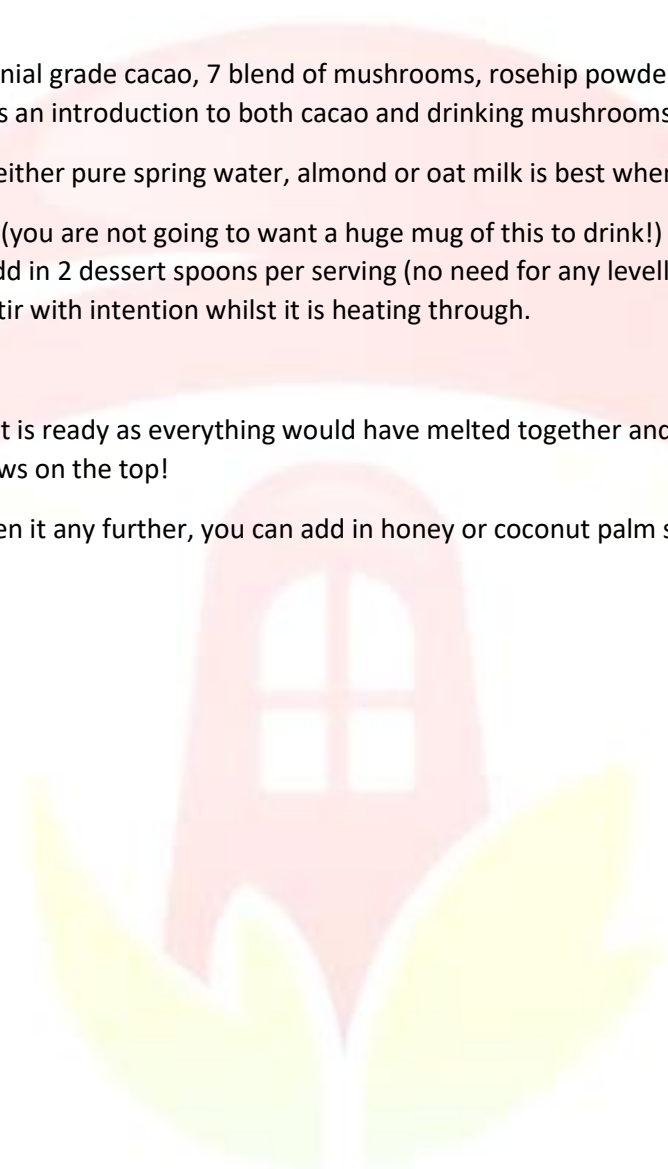 nial grade cacao, 7 blend of mushrooms, rosehip powde
s an introduction to both cacao and drinking mushrooms
either pure spring water, almond or oat milk is best wher
(you are not going to want a huge mug of this to drink!)
dd in 2 dessert spoons per serving (no need for any levell
tir with intention whilst it is heating through.
t is ready as everything would have melted together and
ws on the top!
en it any further, you can add in honey or coconut palm s